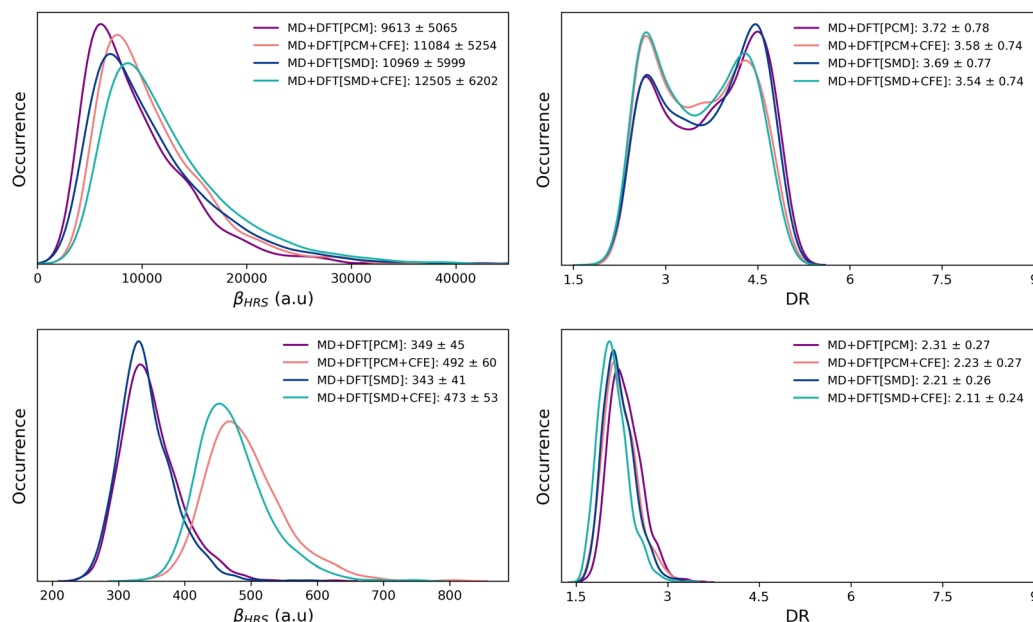 MD+DFT[PCM]: 9613 ± 5065
MD+DFT[PCM+CFE]: 11084 ± 5254
MD+DFT[SMD]: 10969 ± 5999
MD+DFT[SMD+CFE]: 12505 ± 6202
Occurrence
0 10000 20000 30000 40000
βHRS (a.u)
MD+DFT[PCM]: 3.72 ± 0.78
MD+DFT[PCM+CFE]: 3.58 ± 0.74
MD+DFT[SMD]: 3.69 ± 0.77
MD+DFT[SMD+CFE]: 3.54 ± 0.74
Occurrence
1.5 3 4.5 6 7.5 9
DR
MD+DFT[PCM]: 349 ± 45
MD+DFT[PCM+CFE]: 492 ± 60
MD+DFT[SMD]: 343 ± 41
MD+DFT[SMD+CFE]: 473 ± 53
Occurrence
200 300 400 500 600 700 800
βHRS (a.u)
MD+DFT[PCM]: 2.31 ± 0.27
MD+DFT[PCM+CFE]: 2.23 ± 0.27
MD+DFT[SMD]: 2.21 ± 0.26
MD+DFT[SMD+CFE]: 2.11 ± 0.24
Occurrence
1.5 3 4.5 6 7.5 9
DR